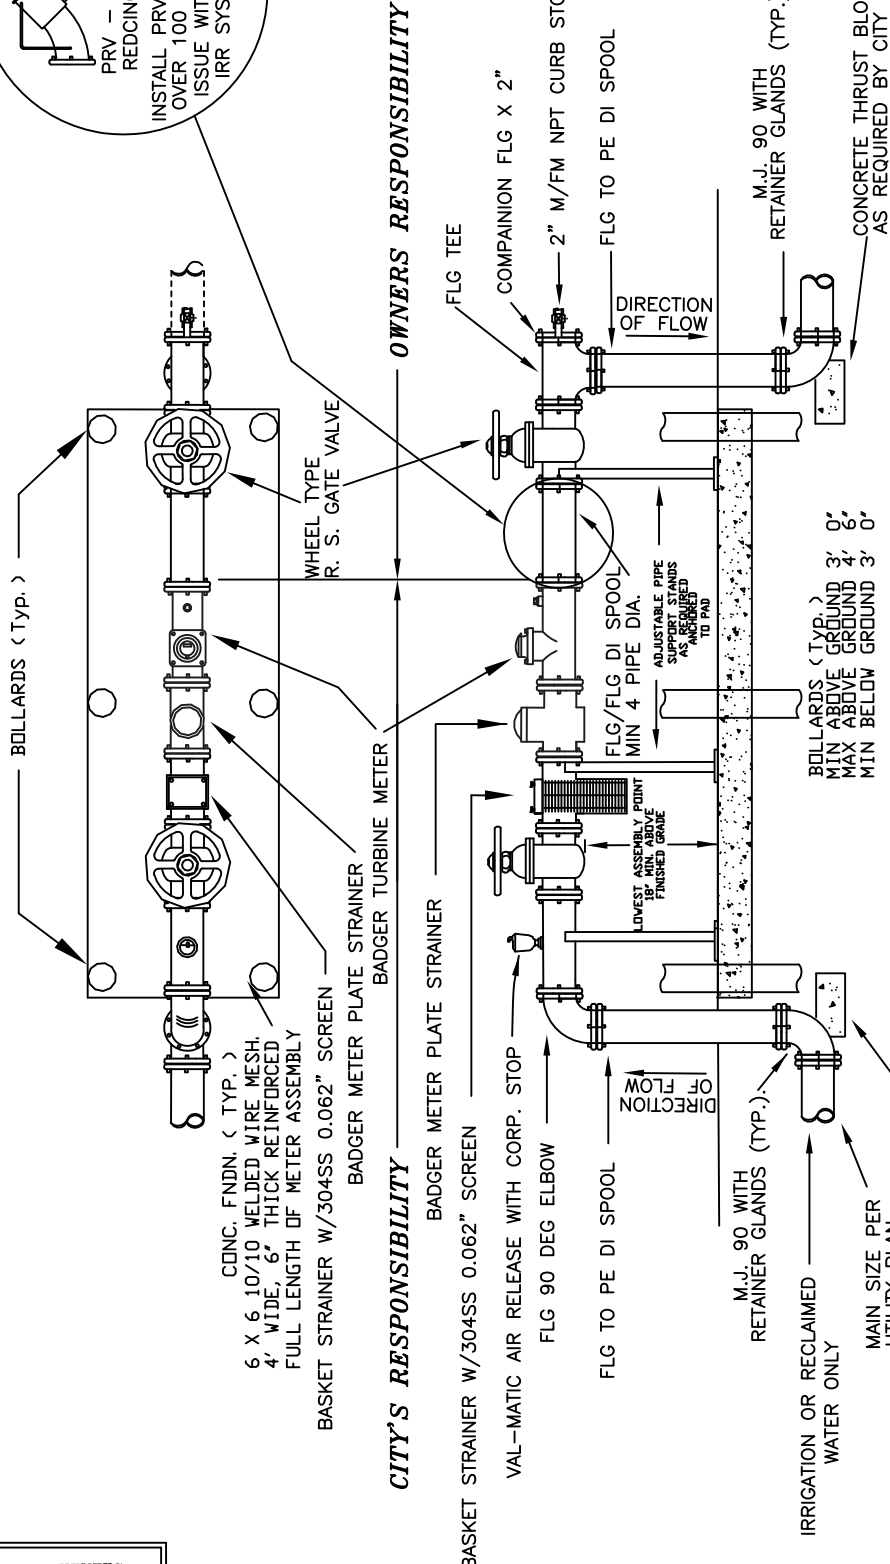 PRV –
REDCIN
INSTALL PRV
OVER 100
ISSUE WIT
IRR SYS
BOLLARDS (Typ.)
WHEEL TYPE
R. S. GATE VALVE
CONC. FNDN. ( TYP. )
6 X 6 10/10 WELDED WIRE MESH.
4' WIDE, 6" THICK REINFORCED
FULL LENGTH OF METER ASSEMBLY
BASKET STRAINER W/304SS 0.062" SCREEN
BADGER METER PLATE STRAINER
BADGER TURBINE METER
CITY'S RESPONSIBILITY
OWNERS RESPONSIBILITY
BADGER METER PLATE STRAINER
BASKET STRAINER W/304SS 0.062" SCREEN
VAL–MATIC AIR RELEASE WITH CORP. STOP
FLG 90 DEG ELBOW
FLG TO PE DI SPOOL
FLG TEE
COMPAINION FLG X 2"
2" M/FM NPT CURB STO
FLG TO PE DI SPOOL
DIRECTION
OF FLOW
DIRECTION
OF FLOW
FLG/FLG DI SPOOL
MIN 4 PIPE DIA.
ADJUSTABLE PIPE
SUPPORT STANDS
AS REQUIRED
ANCHORED
TO PAD
LOWEST ASSEMBLY POINT
18" MIN. ABOVE
FINISHED GRADE
M.J. 90 WITH
RETAINER GLANDS (TYP.).
M.J. 90 WITH
RETAINER GLANDS (TYP.)
BOLLARDS (Typ.)
MIN ABOVE GROUND 3' 0"
MAX ABOVE GROUND 4' 6"
MIN BELOW GROUND 3' 0"
IRRIGATION OR RECLAIMED
WATER ONLY
MAIN SIZE PER
UTILITY PLAN
CONCRETE THRUST BLO
AS REQUIRED BY CITY